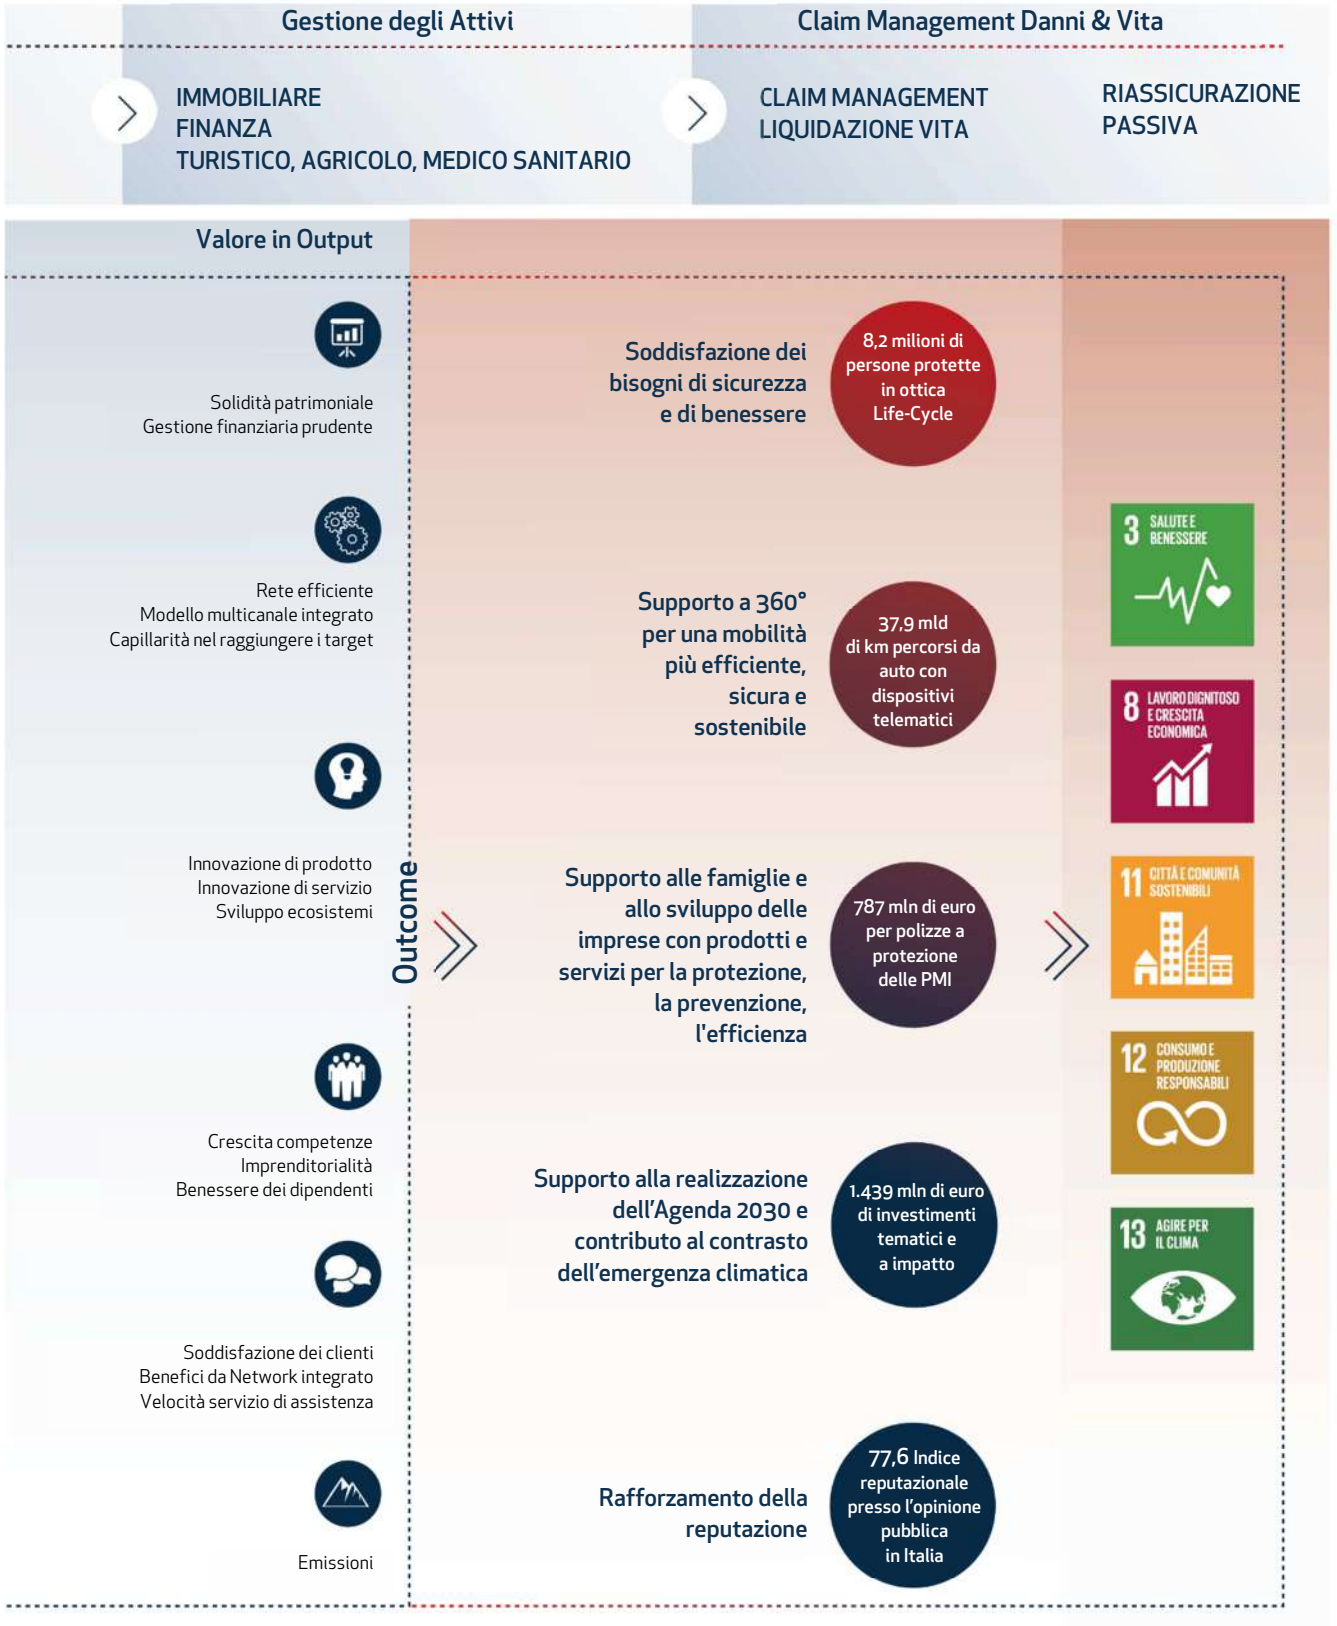 Gestione degli Attivi
Claim Management Danni & Vita
IMMOBILIARE
FINANZA
TURISTICO, AGRICOLO, MEDICO SANITARIO
CLAIM MANAGEMENT
LIQUIDAZIONE VITA
RIASSICURAZIONE
PASSIVA
Valore in Output
Solidità patrimoniale
Gestione finanziaria prudente
Rete efficiente
Modello multicanale integrato
Capillarità nel raggiungere i target
Innovazione di prodotto
Innovazione di servizio
Sviluppo ecosistemi
Crescita competenze
Imprenditorialità
Benessere dei dipendenti
Soddisfazione dei clienti
Benefici da Network integrato
Velocità servizio di assistenza
Emissioni
Outcome
Soddisfazione dei
bisogni di sicurezza
e di benessere
8,2 milioni di
persone protette
in ottica
Life-Cycle
Supporto a 360°
per una mobilità
più efficiente,
sicura e
sostenibile
37,9 mld
di km percorsi da
auto con
dispositivi
telematici
Supporto alle famiglie e
allo sviluppo delle
imprese con prodotti e
servizi per la protezione,
la prevenzione,
l'efficienza
787 mln di euro
per polizze a
protezione
delle PMI
Supporto alla realizzazione
dell’Agenda 2030 e
contributo al contrasto
dell’emergenza climatica
1.439 mln di euro
di investimenti
tematici e
a impatto
Rafforzamento della
reputazione
77,6 Indice
reputazionale
presso l’opinione
pubblica
in Italia
3 SALUTE E
BENESSERE
8 LAVORO DIGNITOSO
E CRESCITA
ECONOMICA
11 CITTÀ E COMUNITÀ
SOSTENIBILI
12 CONSUMO E
PRODUZIONE
RESPONSABILI
13 AGIRE PER
IL CLIMA